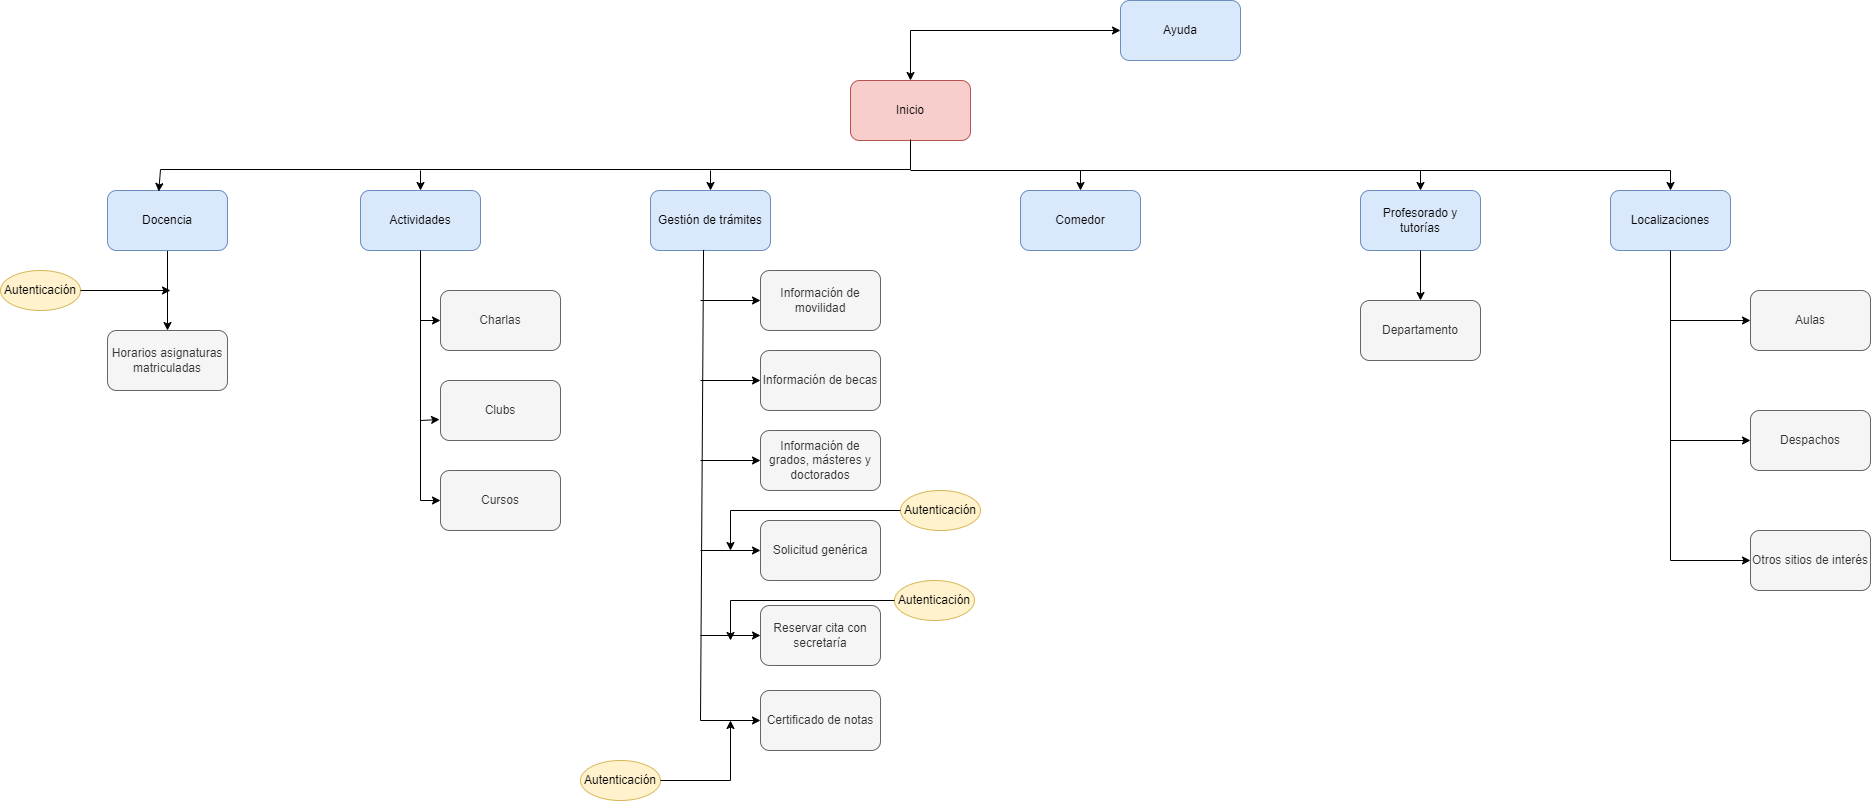 Ayuda
Inicio
Docencia
Actividades
Gestión de trámites
Comedor
Profesorado y
tutorías
Localizaciones
Autenticación
Horarios asignaturas
matriculadas
Charlas
Clubs
Cursos
Información de
movilidad
Información de becas
Información de
grados, másteres y
doctorados
Autenticación
Solicitud genérica
Autenticación
Reservar cita con
secretaría
Certificado de notas
Autenticación
Departamento
Aulas
Despachos
Otros sitios de interés